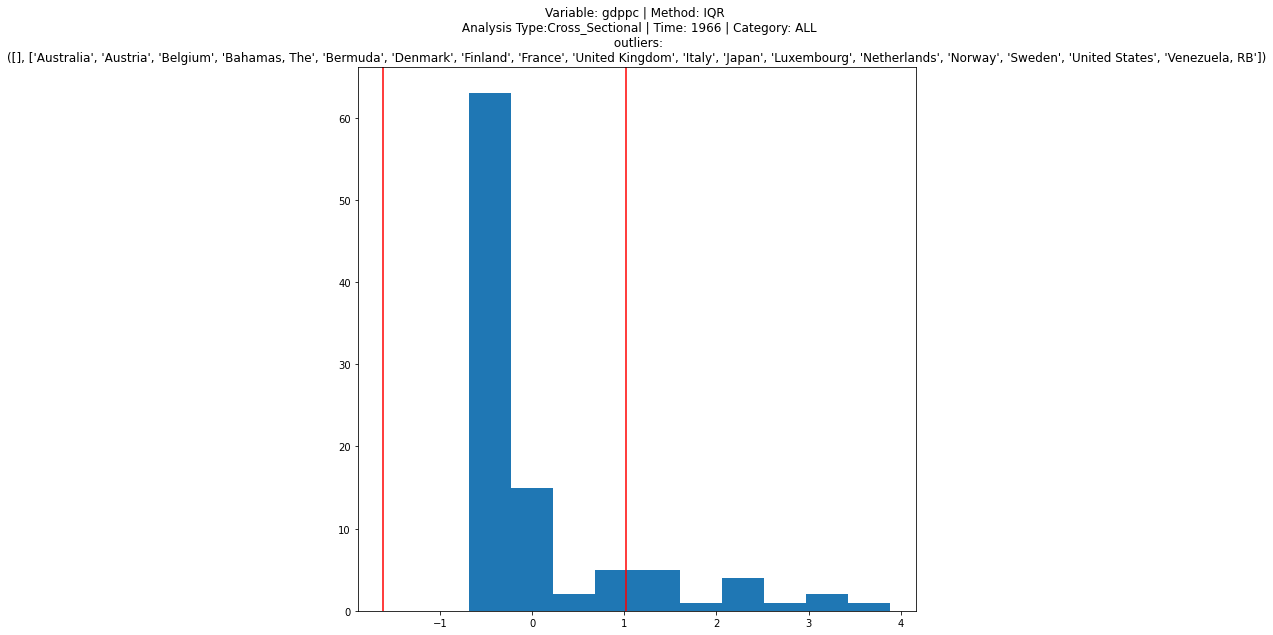 Variable: gdppc | Method: IQR
Analysis Type:Cross_Sectional | Time: 1966 | Category: ALL
outliers:
([], ['Australia', 'Austria', 'Belgium', 'Bahamas, The', 'Bermuda', 'Denmark', 'Finland', 'France', 'United Kingdom', 'Italy', 'Japan', 'Luxembourg', 'Netherlands', 'Norway', 'Sweden', 'United States', 'Venezuela, RB'])
60
50
40
30
20
10
0
−1 0 1 2 3 4